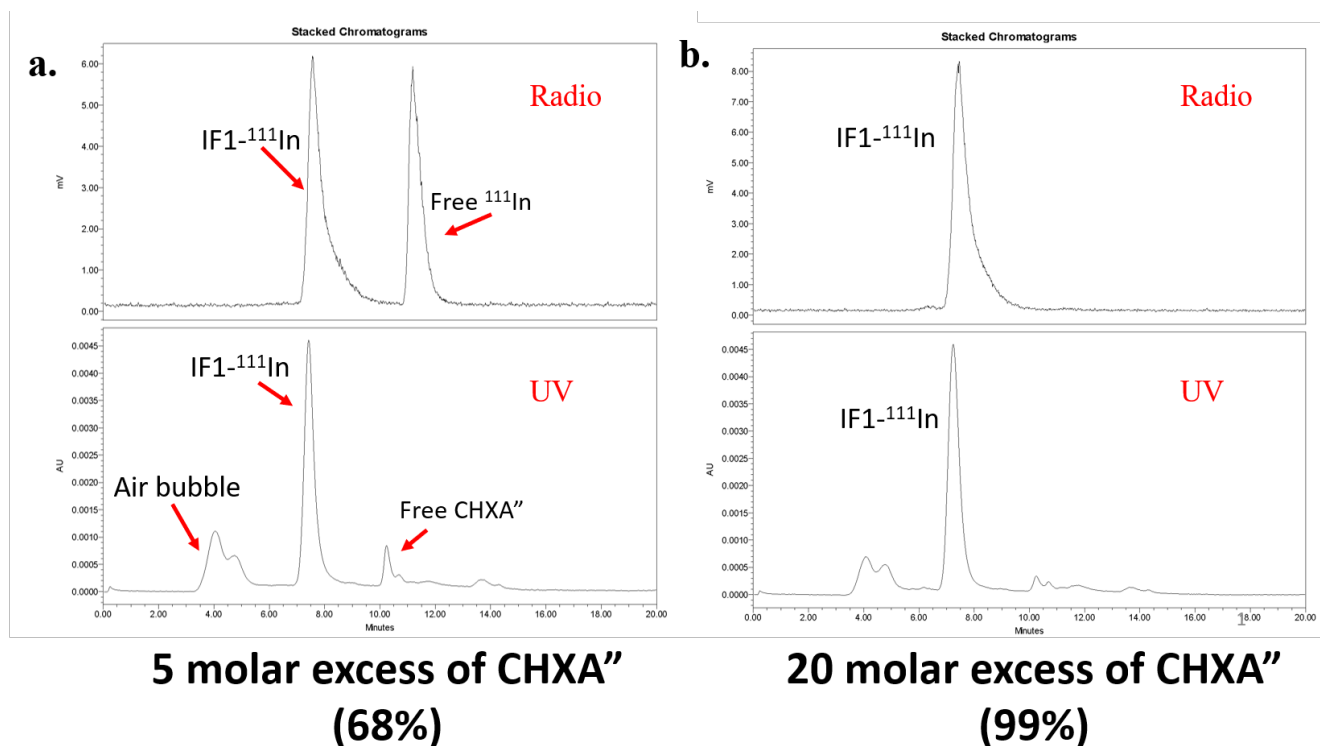 a.
Stacked Chromatograms
Radio
IF1-¹¹¹In
Free ¹¹¹In
mV
6.00
5.00
4.00
3.00
2.00
1.00
0.00
IF1-¹¹¹In
UV
Air bubble
Free CHXA”
AU
0.0045
0.0040
0.0035
0.0030
0.0025
0.0020
0.0015
0.0010
0.0005
0.0000
0.00 2.00 4.00 6.00 8.00 10.00 12.00 14.00 16.00 18.00 20.00
Minutes
5 molar excess of CHXA”
(68%)
b.
Stacked Chromatograms
Radio
IF1-¹¹¹In
mV
8.00
7.00
6.00
5.00
4.00
3.00
2.00
1.00
0.00
UV
IF1-¹¹¹In
AU
0.0045
0.0040
0.0035
0.0030
0.0025
0.0020
0.0015
0.0010
0.0005
0.0000
1
0.00 2.00 4.00 6.00 8.00 10.00 12.00 14.00 16.00 18.00 20.00
Minutes
20 molar excess of CHXA”
(99%)